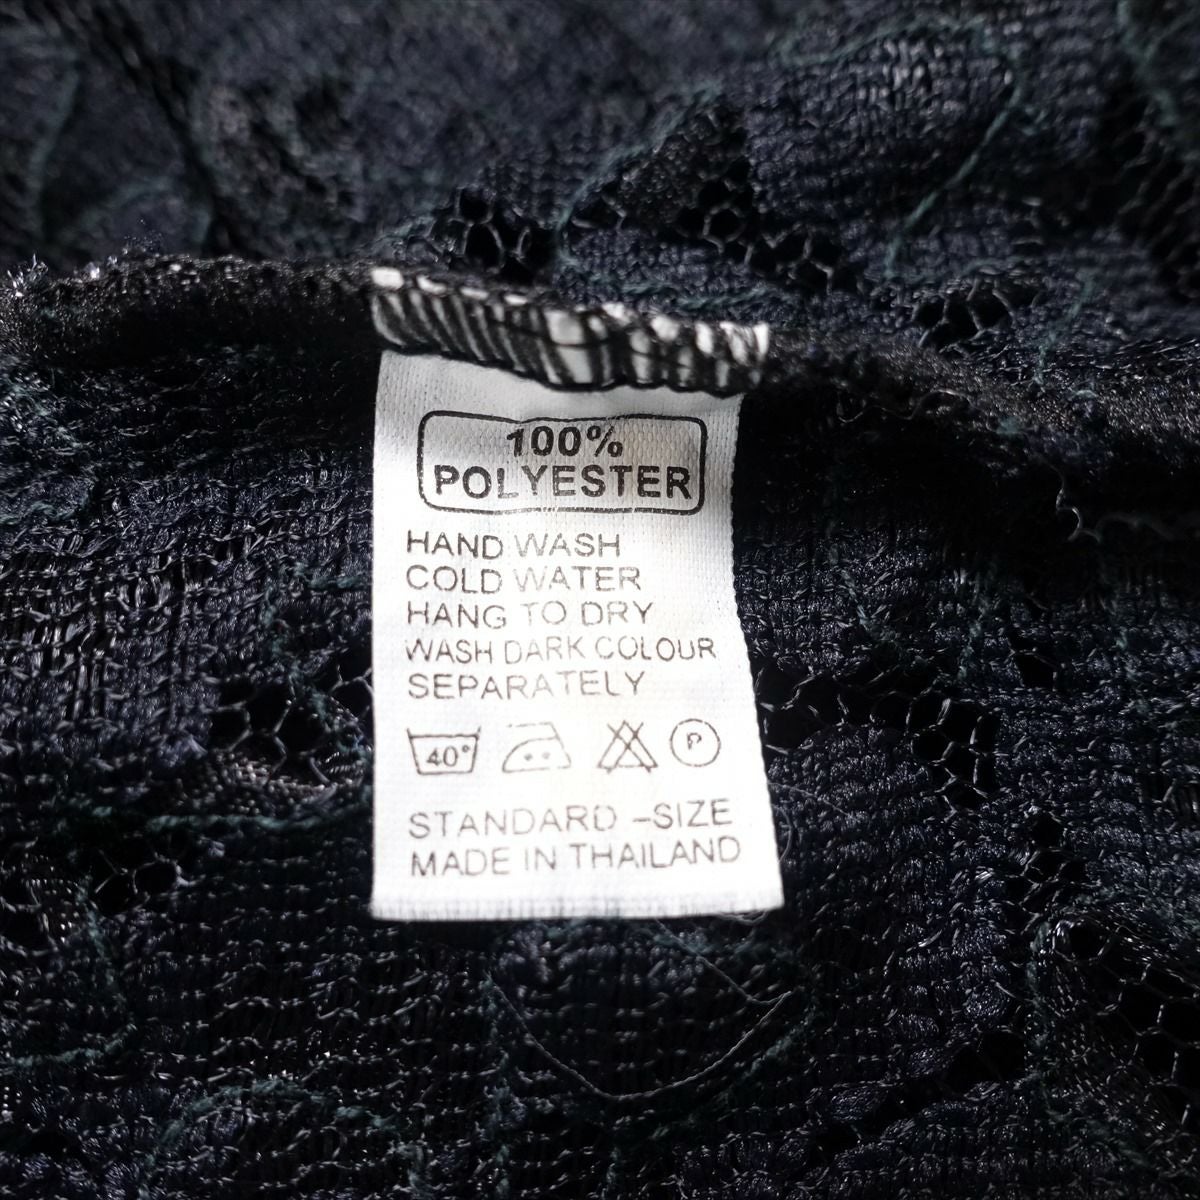 100%
POLYESTER
HAND WASH
COLD WATER
HANG TO DRY
WASH DARK COLOUR
SEPARATELY
40° P
STANDARD -SIZE
MADE IN THAILAND